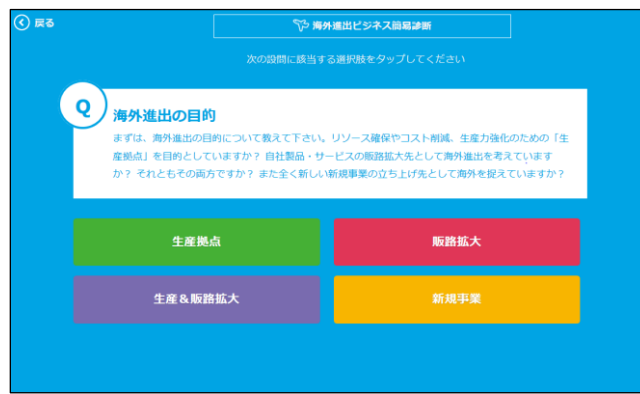 戻る
海外進出ビジネス簡易診断
次の設問に該当する選択肢をタップしてください
Q
海外進出の目的
まずは、海外進出の目的について教えて下さい。リソース確保やコスト削減、生産力強化のための「生
産拠点」を目的としていますか？ 自社製品・サービスの販路拡大先として海外進出を考えています
か？ それともその両方ですか？ また全く新しい新規事業の立ち上げ先として海外を捉えていますか？
生産拠点
販路拡大
生産＆販路拡大
新規事業